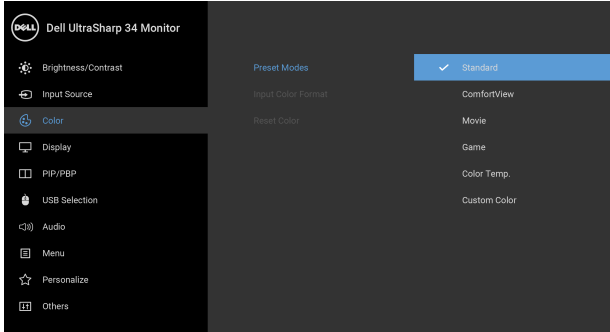 DELL Dell UltraSharp 34 Monitor
Brightness/Contrast
Preset Modes
Standard
Input Source
Input Color Format
ComfortView
Color
Reset Color
Movie
Display
Game
PIP/PBP
Color Temp.
USB Selection
Custom Color
Audio
Menu
Personalize
Others